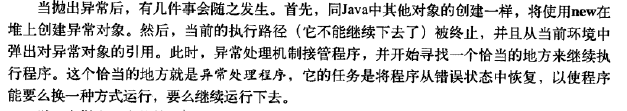 当抛出异常后，有几件事会随之发生。首先，同Java中其他对象的创建一样，将使用new在
堆上创建异常对象。然后，当前的执行路径（它不能继续下去了）被终止，并且从当前环境中
弹出对异常对象的引用。此时，异常处理机制接管程序，并开始寻找一个恰当的地方来继续执
行程序。这个恰当的地方就是异常处理程序，它的任务是将程序从错误状态中恢复，以使程序
能要么换一种方式运行，要么继续运行下去。